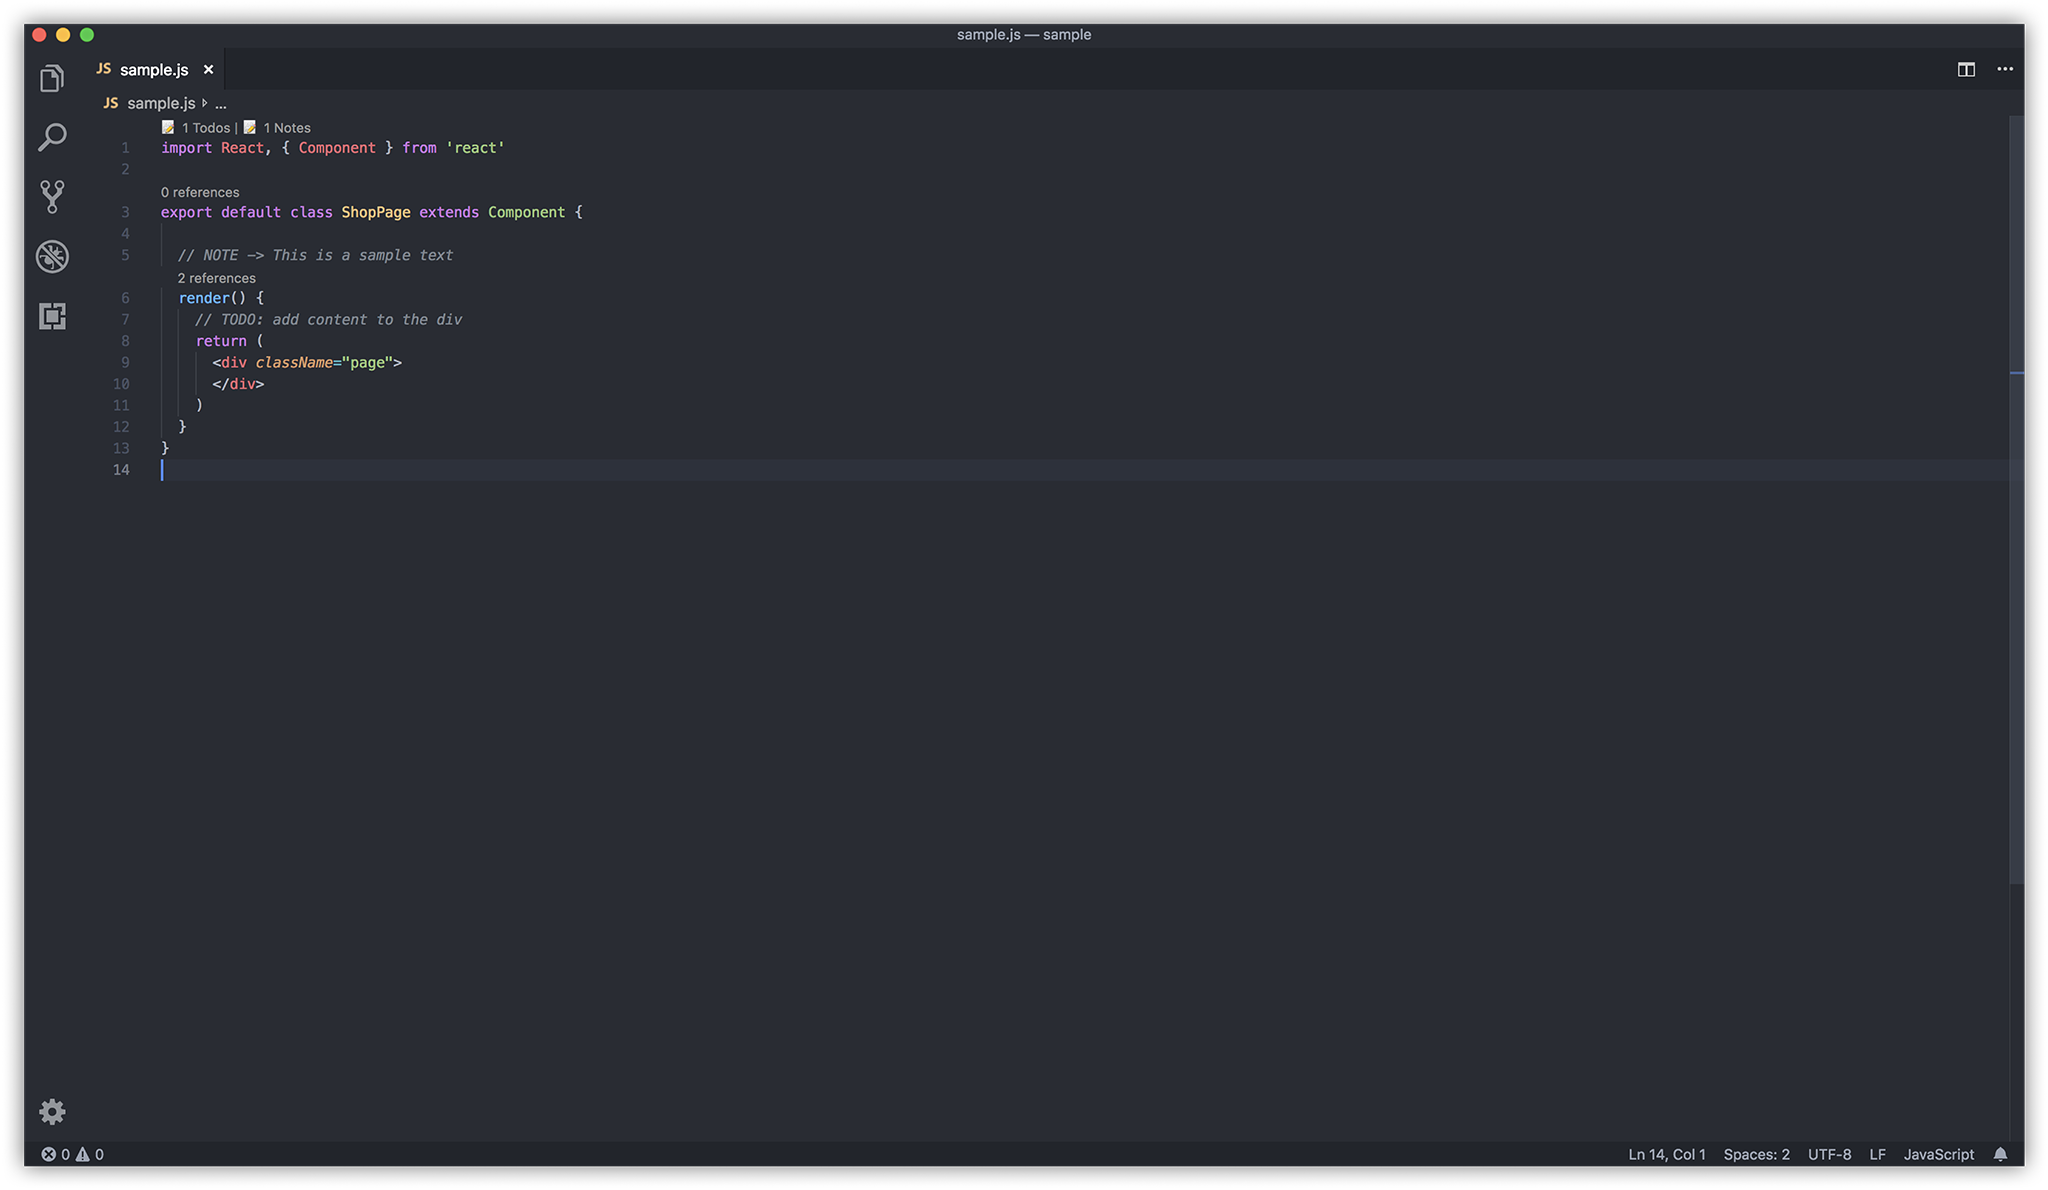 sample.js — sample
JS sample.js
JS sample.js ...
1 Todos | 1 Notes
1 import React, { Component } from 'react'
2
0 references
3 export default class ShopPage extends Component {
4
5 // NOTE -> This is a sample text
2 references
6 render() {
7 // TODO: add content to the div
8 return (
9 <div className="page">
10 </div>
11 )
12 }
13 }
14
0 0 Ln 14, Col 1 Spaces: 2 UTF-8 LF JavaScript